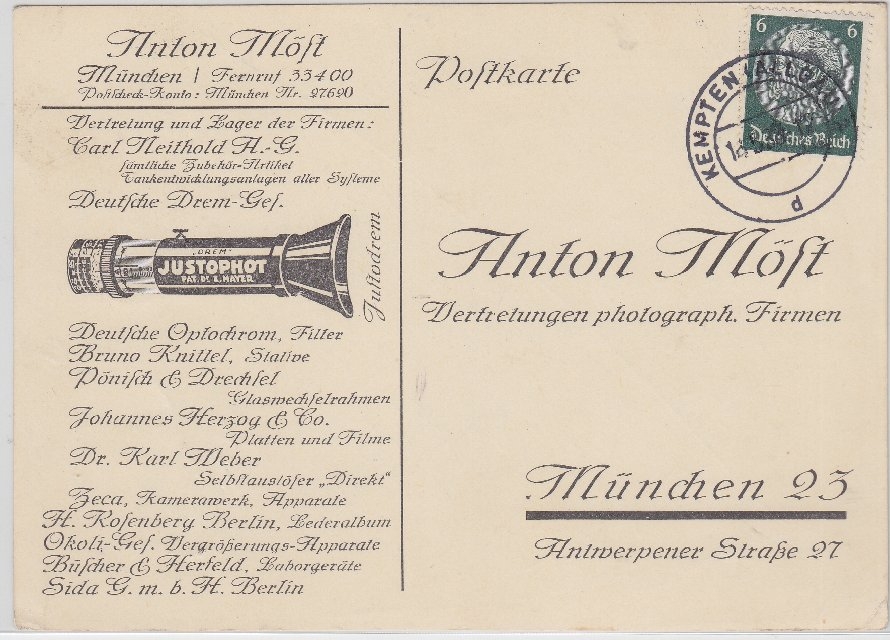 Anton Möſt
München | Fernruf 33400
Poſtſcheck-Konto: München Nr. 27690
Vertretung und Lager der Firmen:
Carl Neithold A.-G.
ſämtliche Zubehör-Artikel
Tankentwicklungsanlagen aller Syſteme
Deutſche Drem-Geſ.
„DREM"
JUSTOPHOT
PAT. Dr. E. MAYER
Juſtodrem
Deutſche Optochrom, Filter
Bruno Knittel, Stative
Pöniſch & Drechſel
Glaswechſelrahmen
Johannes Herzog & Co.
Platten und Filme
Dr. Karl Weber
Selbſtauslöſer „Direkt"
Zeca, Kamerawerk, Apparate
H. Roſenberg Berlin, Lederalbum
Okoli-Geſ. Vergrößerungs-Apparate
Büſcher & Herfeld, Laborgeräte
Sida G. m. b. H. Berlin
Poſtkarte
6 6
Deutſches Reich
KEMPTEN (ALLGÄU)
14
d
Anton Möſt
Vertretungen photograph. Firmen
München 23
Antwerpener Straße 27